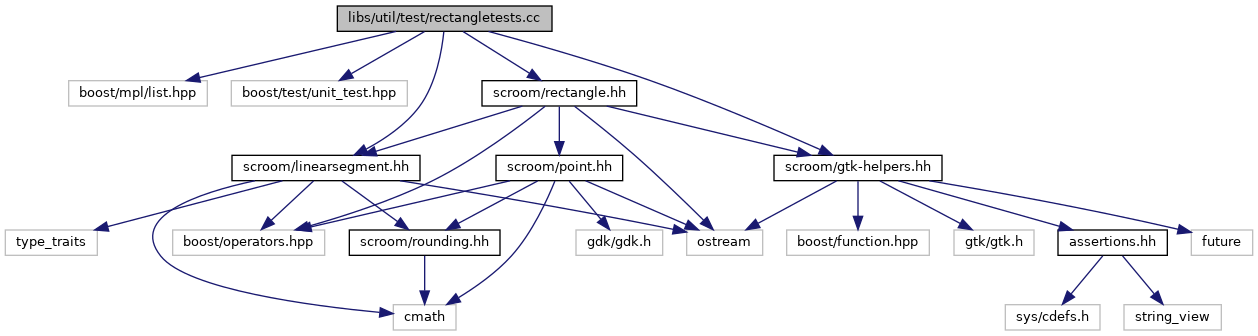 libs/util/test/rectangletests.cc
boost/mpl/list.hpp
boost/test/unit_test.hpp
scroom/rectangle.hh
scroom/linearsegment.hh
scroom/point.hh
scroom/gtk-helpers.hh
type_traits
boost/operators.hpp
scroom/rounding.hh
gdk/gdk.h
ostream
boost/function.hpp
gtk/gtk.h
assertions.hh
future
cmath
sys/cdefs.h
string_view